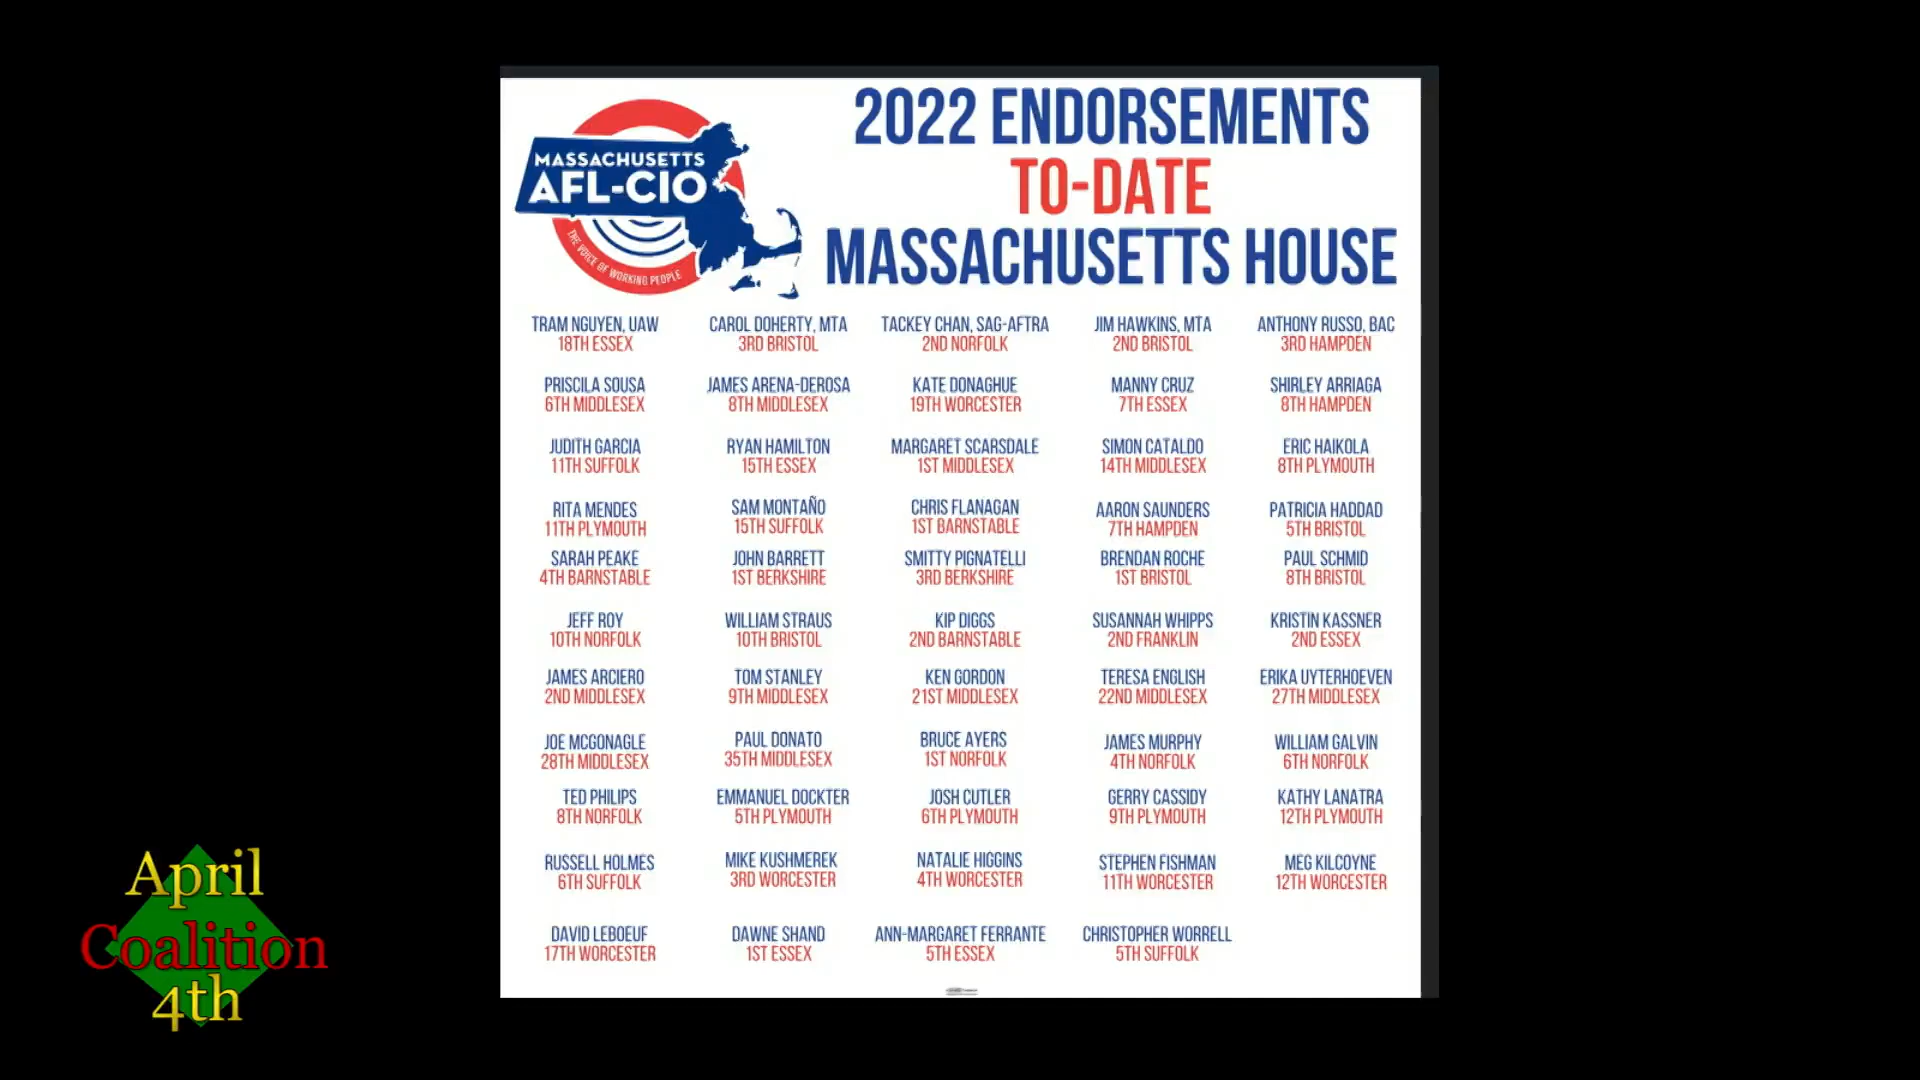 2022 ENDORSEMENTS
TO-DATE
MASSACHUSETTS HOUSE
MASSACHUSETTS
AFL-CIO
THE VOICE OF WORKING PEOPLE
TRAM NGUYEN, UAW
18TH ESSEX
CAROL DOHERTY, MTA
3RD BRISTOL
TACKEY CHAN, SAG-AFTRA
2ND NORFOLK
JIM HAWKINS, MTA
2ND BRISTOL
ANTHONY RUSSO, BAC
3RD HAMPDEN
PRISCILA SOUSA
6TH MIDDLESEX
JAMES ARENA-DEROSA
8TH MIDDLESEX
KATE DONAGHUE
19TH WORCESTER
MANNY CRUZ
7TH ESSEX
SHIRLEY ARRIAGA
8TH HAMPDEN
JUDITH GARCIA
11TH SUFFOLK
RYAN HAMILTON
15TH ESSEX
MARGARET SCARSDALE
1ST MIDDLESEX
SIMON CATALDO
14TH MIDDLESEX
ERIC HAIKOLA
8TH PLYMOUTH
RITA MENDES
11TH PLYMOUTH
SAM MONTAÑO
15TH SUFFOLK
CHRIS FLANAGAN
1ST BARNSTABLE
AARON SAUNDERS
7TH HAMPDEN
PATRICIA HADDAD
5TH BRISTOL
SARAH PEAKE
4TH BARNSTABLE
JOHN BARRETT
1ST BERKSHIRE
SMITTY PIGNATELLI
3RD BERKSHIRE
BRENDAN ROCHE
1ST BRISTOL
PAUL SCHMID
8TH BRISTOL
JEFF ROY
10TH NORFOLK
WILLIAM STRAUS
10TH BRISTOL
KIP DIGGS
2ND BARNSTABLE
SUSANNAH WHIPPS
2ND FRANKLIN
KRISTIN KASSNER
2ND ESSEX
JAMES ARCIERO
2ND MIDDLESEX
TOM STANLEY
9TH MIDDLESEX
KEN GORDON
21ST MIDDLESEX
TERESA ENGLISH
22ND MIDDLESEX
ERIKA UYTERHOEVEN
27TH MIDDLESEX
JOE MCGONAGLE
28TH MIDDLESEX
PAUL DONATO
35TH MIDDLESEX
BRUCE AYERS
1ST NORFOLK
JAMES MURPHY
4TH NORFOLK
WILLIAM GALVIN
6TH NORFOLK
TED PHILIPS
8TH NORFOLK
EMMANUEL DOCKTER
5TH PLYMOUTH
JOSH CUTLER
6TH PLYMOUTH
GERRY CASSIDY
9TH PLYMOUTH
KATHY LANATRA
12TH PLYMOUTH
RUSSELL HOLMES
6TH SUFFOLK
MIKE KUSHMEREK
3RD WORCESTER
NATALIE HIGGINS
4TH WORCESTER
STEPHEN FISHMAN
11TH WORCESTER
MEG KILCOYNE
12TH WORCESTER
DAVID LEBOEUF
17TH WORCESTER
DAWNE SHAND
1ST ESSEX
ANN-MARGARET FERRANTE
5TH ESSEX
CHRISTOPHER WORRELL
5TH SUFFOLK
April
Coalition
4th